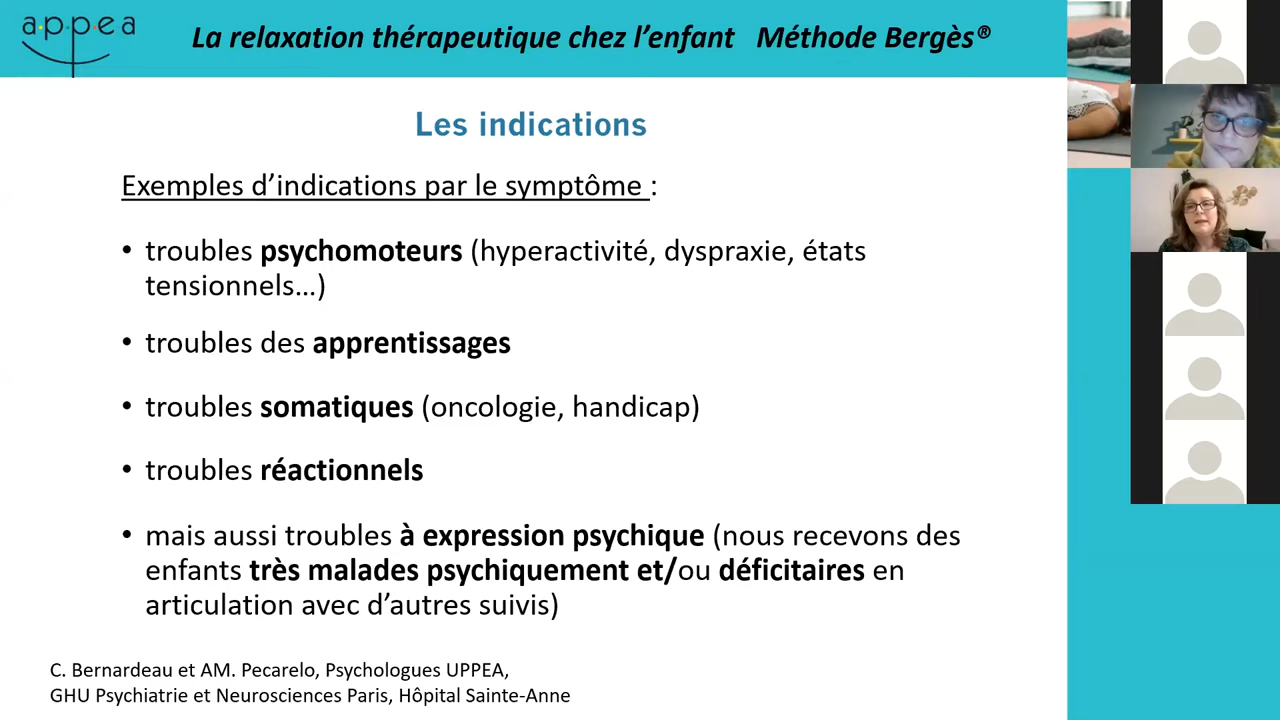 appea
La relaxation thérapeutique chez l’enfant Méthode Bergès®
Les indications
Exemples d’indications par le symptôme :
• troubles psychomoteurs (hyperactivité, dyspraxie, états
tensionnels…)
• troubles des apprentissages
• troubles somatiques (oncologie, handicap)
• troubles réactionnels
• mais aussi troubles à expression psychique (nous recevons des
enfants très malades psychiquement et/ou déficitaires en
articulation avec d’autres suivis)
C. Bernardeau et AM. Pecarelo, Psychologues UPPEA,
GHU Psychiatrie et Neurosciences Paris, Hôpital Sainte-Anne